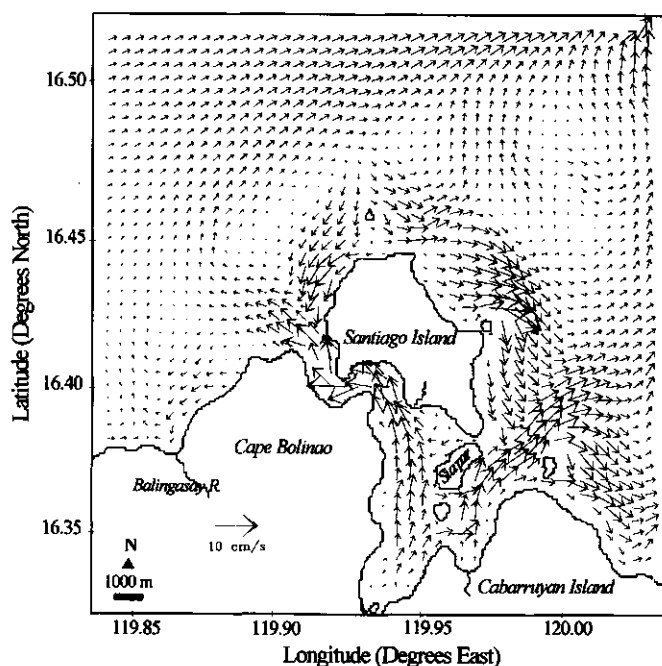 16.50
16.45
Santiago Island
Latitude (Degrees North)
16.40
Cape Bolinao
Siapar
Balingasay R.
16.35
10 cm/s
N
1000 m
Cabarruyan Island
119.85
119.90
119.95
120.00
Longitude (Degrees East)